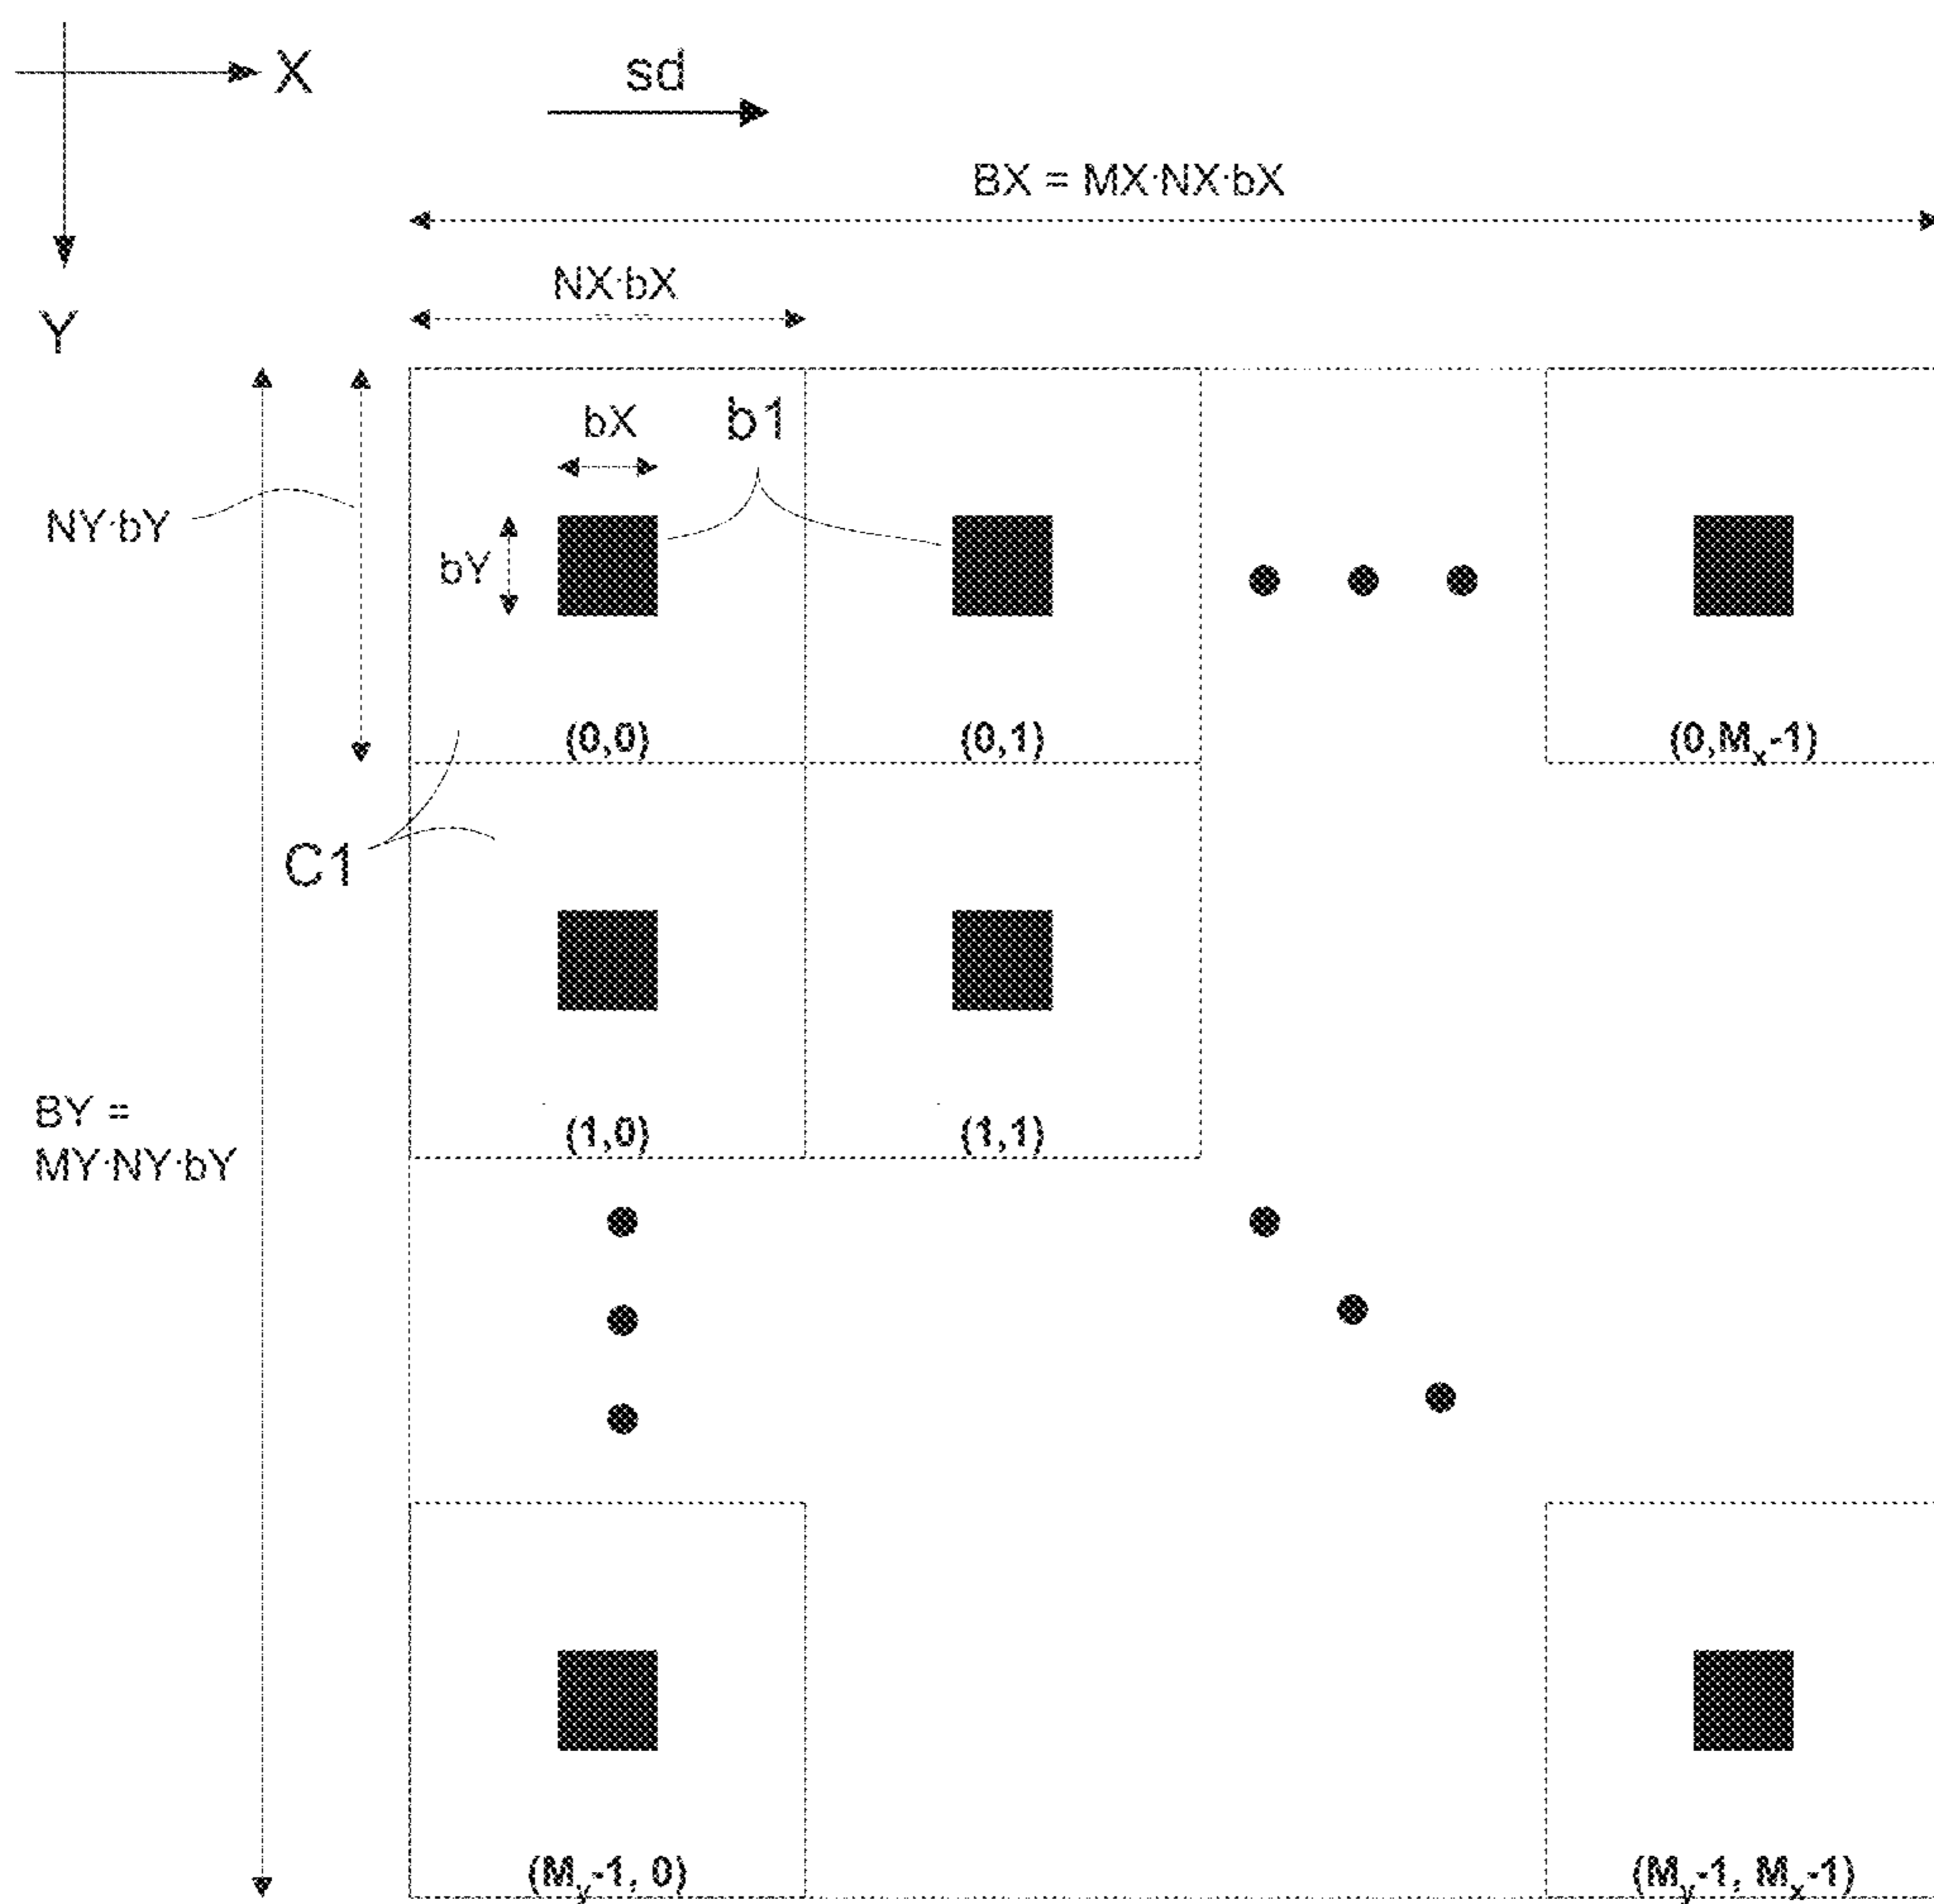 X
sd
BX = MX·NX·bX
NX·bX
Y
bX
b1
NY·bY
bY
(0,0)
(0,1)
(0,Mx-1)
C1
BY =
MY·NY·bY
(1,0)
(1,1)
(My-1, 0)
(My-1, Mx-1)